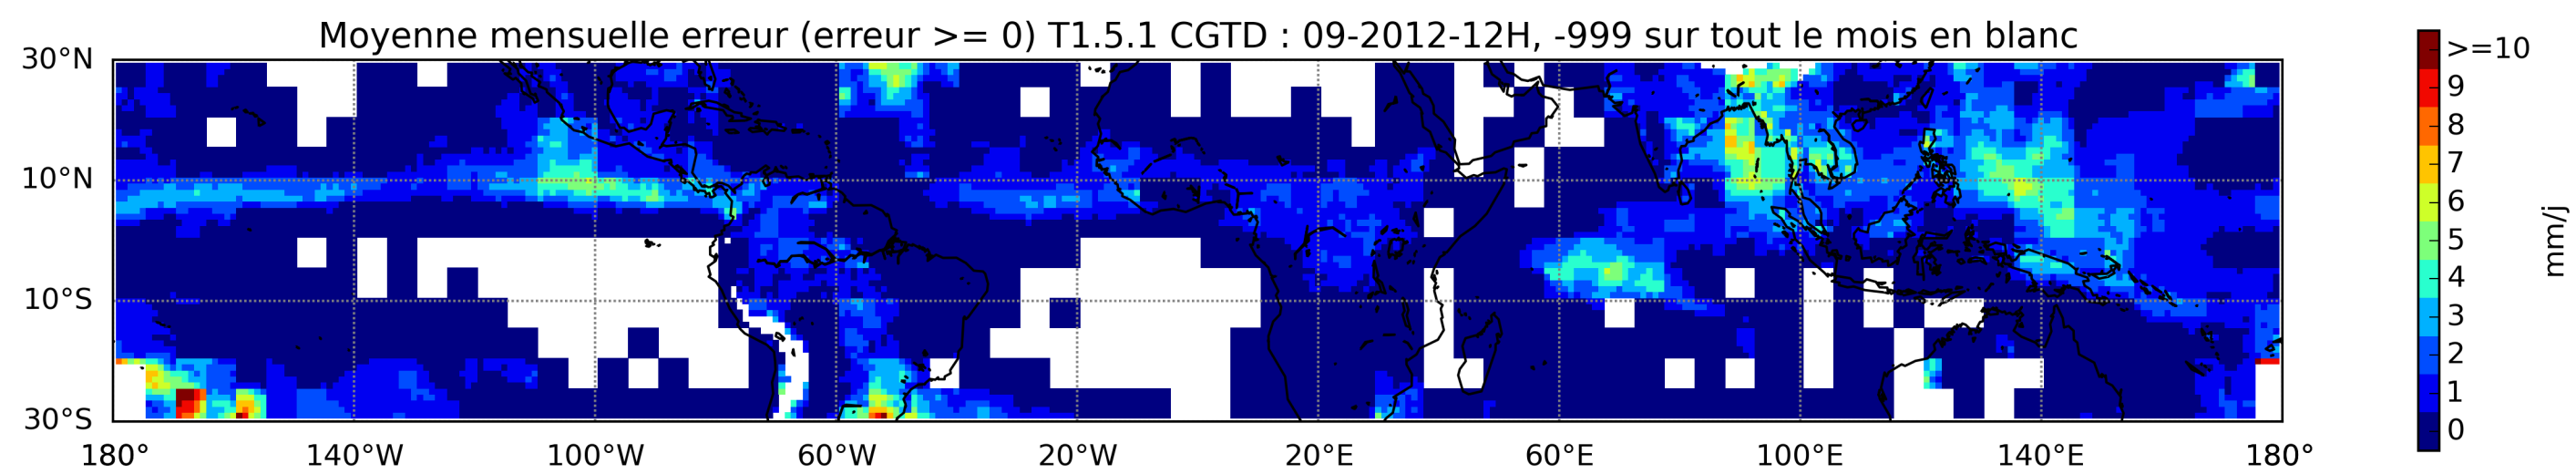 Moyenne mensuelle erreur (erreur >= 0) T1.5.1 CGTD : 09-2012-12H, -999 sur tout le mois en blanc
30°N
10°N
10°S
30°S
180°
140°W
100°W
60°W
20°W
20°E
60°E
100°E
140°E
180°
>=10
9
8
7
6
5
4
3
2
1
0
mm/j